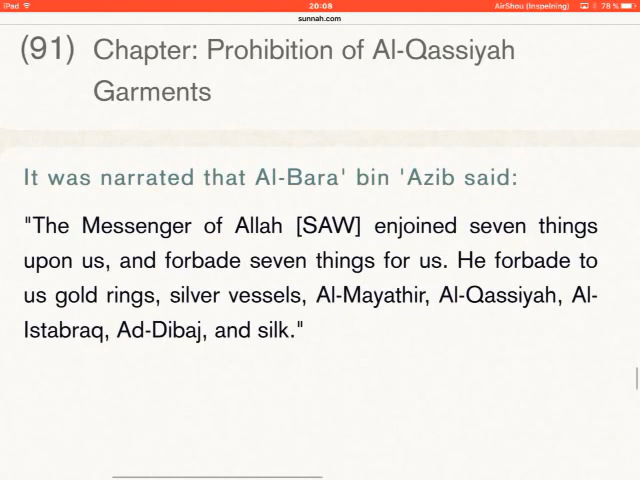 iPad 20:08 AirShou (Inspelning) 78 %
sunnah.com
(91) Chapter: Prohibition of Al-Qassiyah
Garments
It was narrated that Al-Bara' bin 'Azib said:
"The Messenger of Allah [SAW] enjoined seven things
upon us, and forbade seven things for us. He forbade to
us gold rings, silver vessels, Al-Mayathir, Al-Qassiyah, Al-
Istabraq, Ad-Dibaj, and silk."